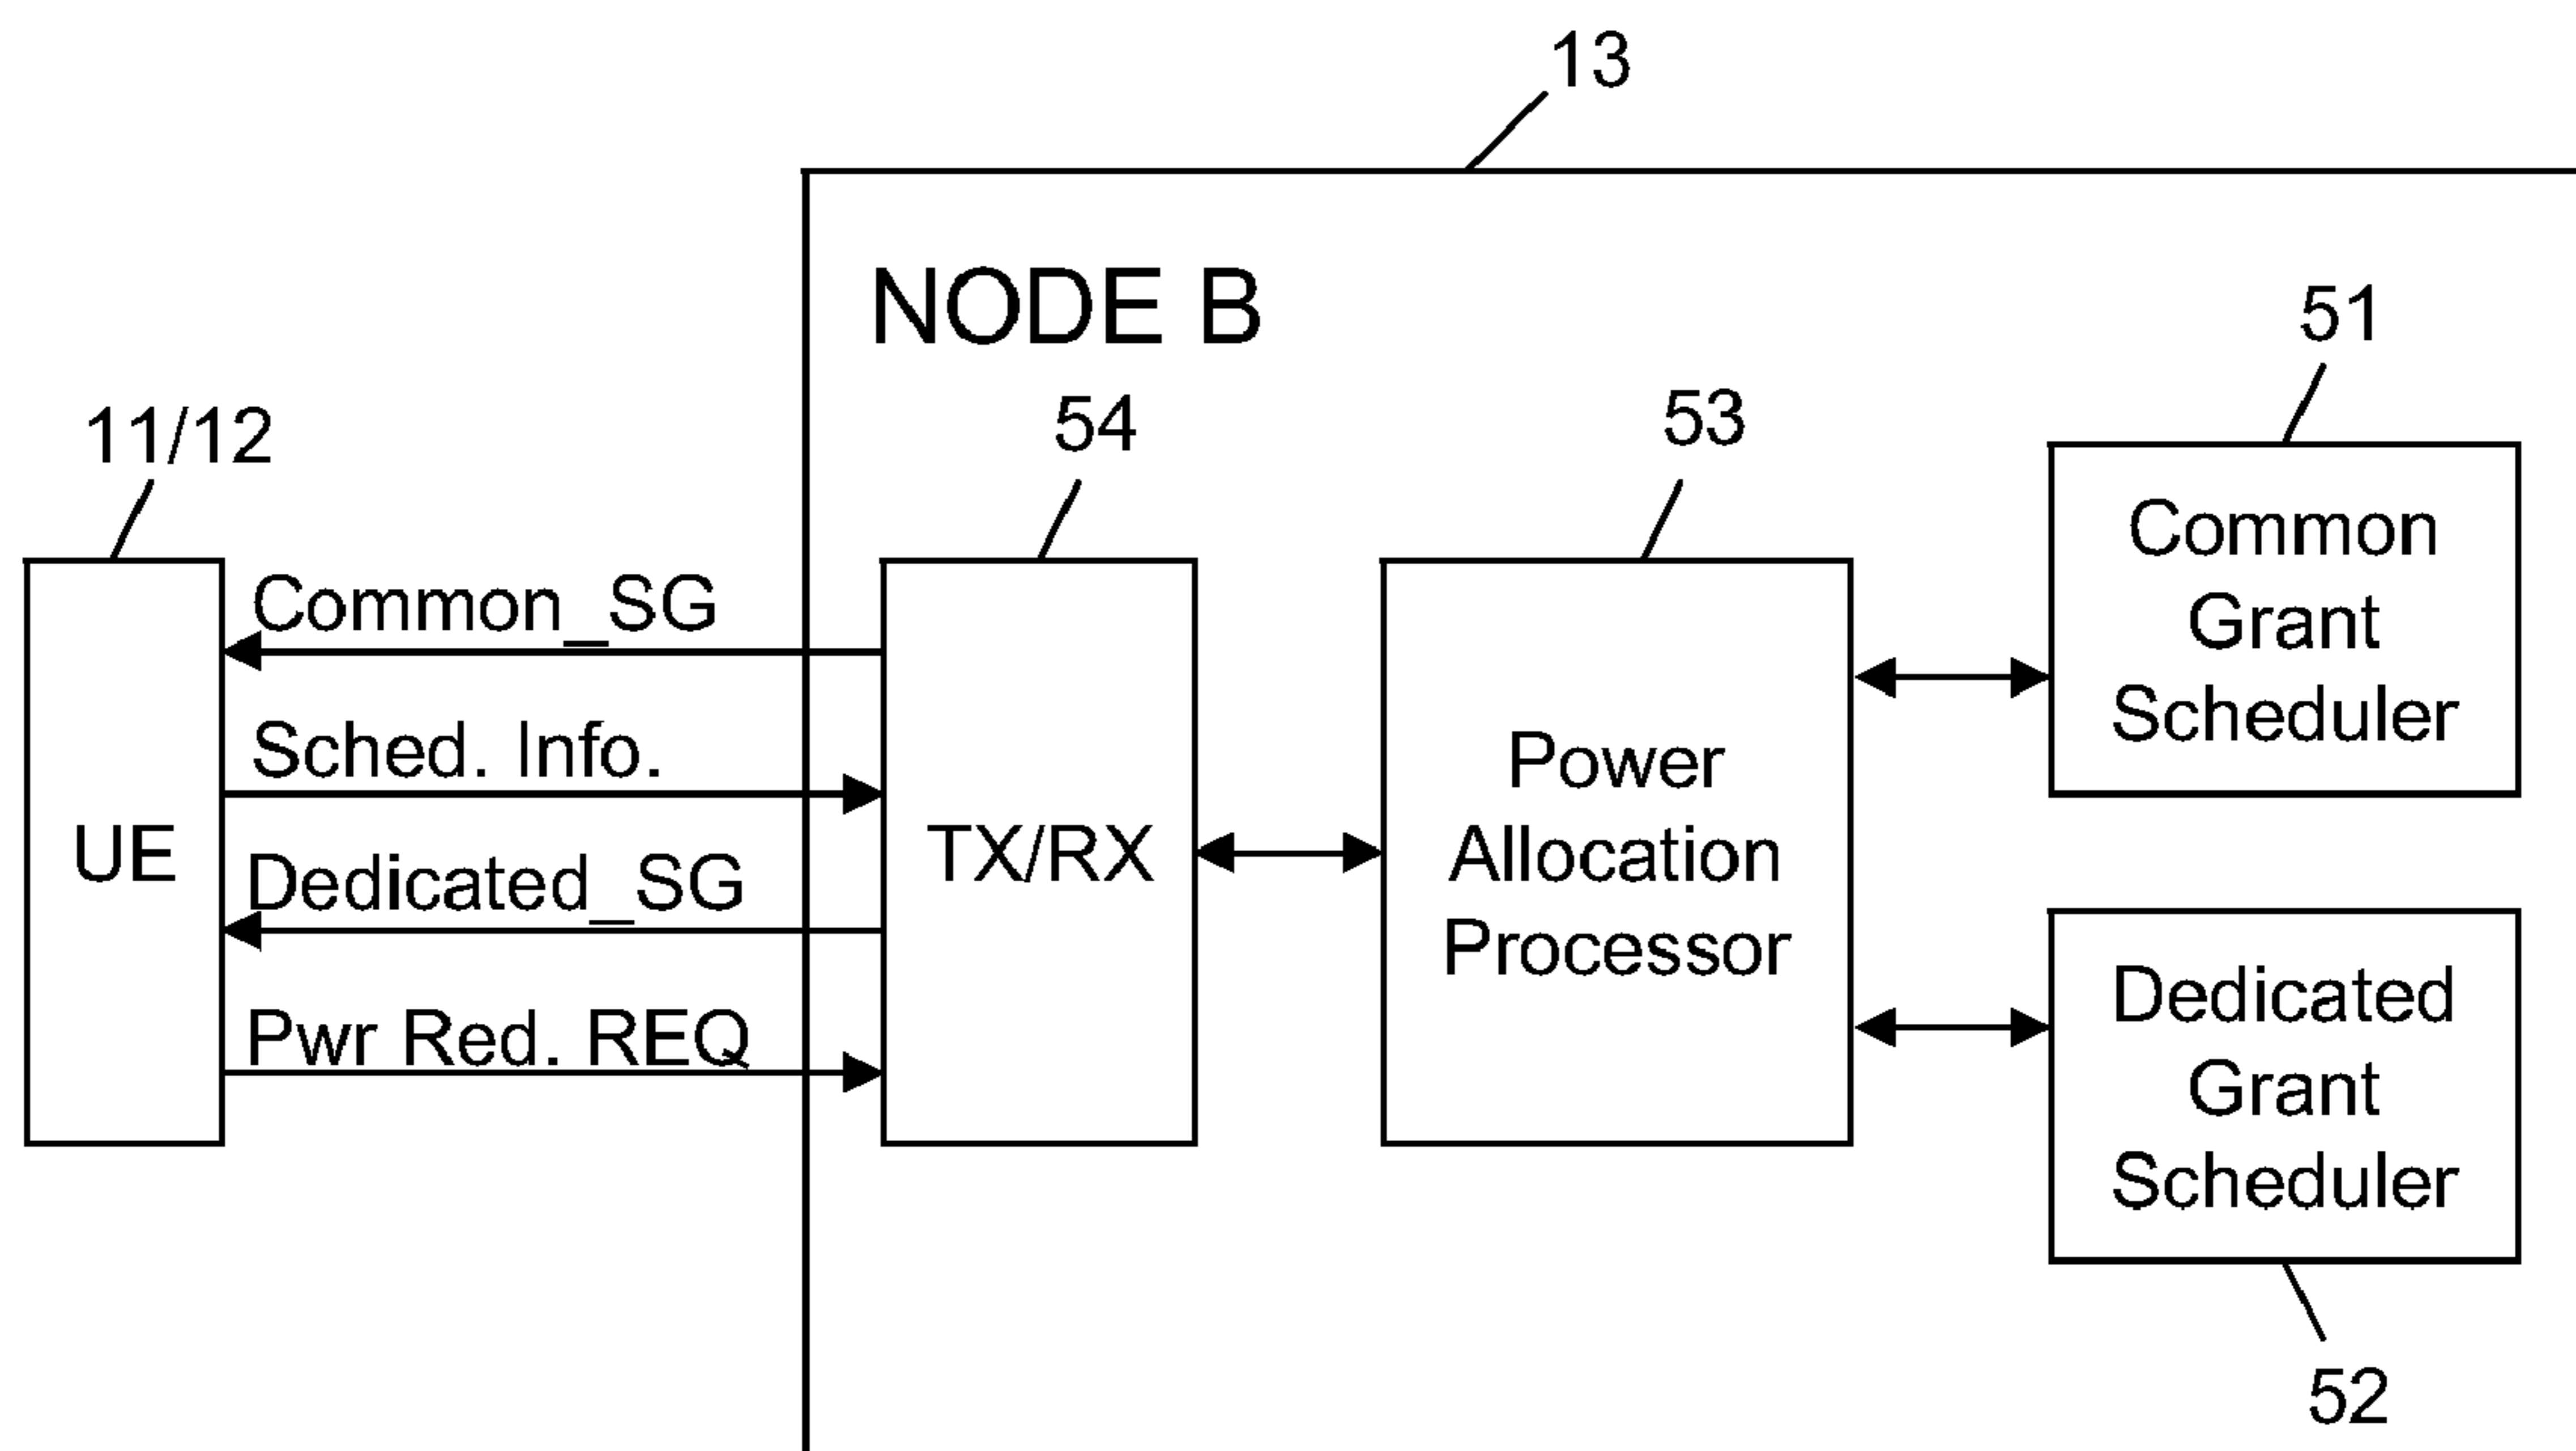 13
NODE B
51
11/12
54
53
Common
Grant
Scheduler
Common_SG
Sched. Info.
UE
Dedicated_SG
Pwr Red. REQ
TX/RX
Power
Allocation
Processor
Dedicated
Grant
Scheduler
52